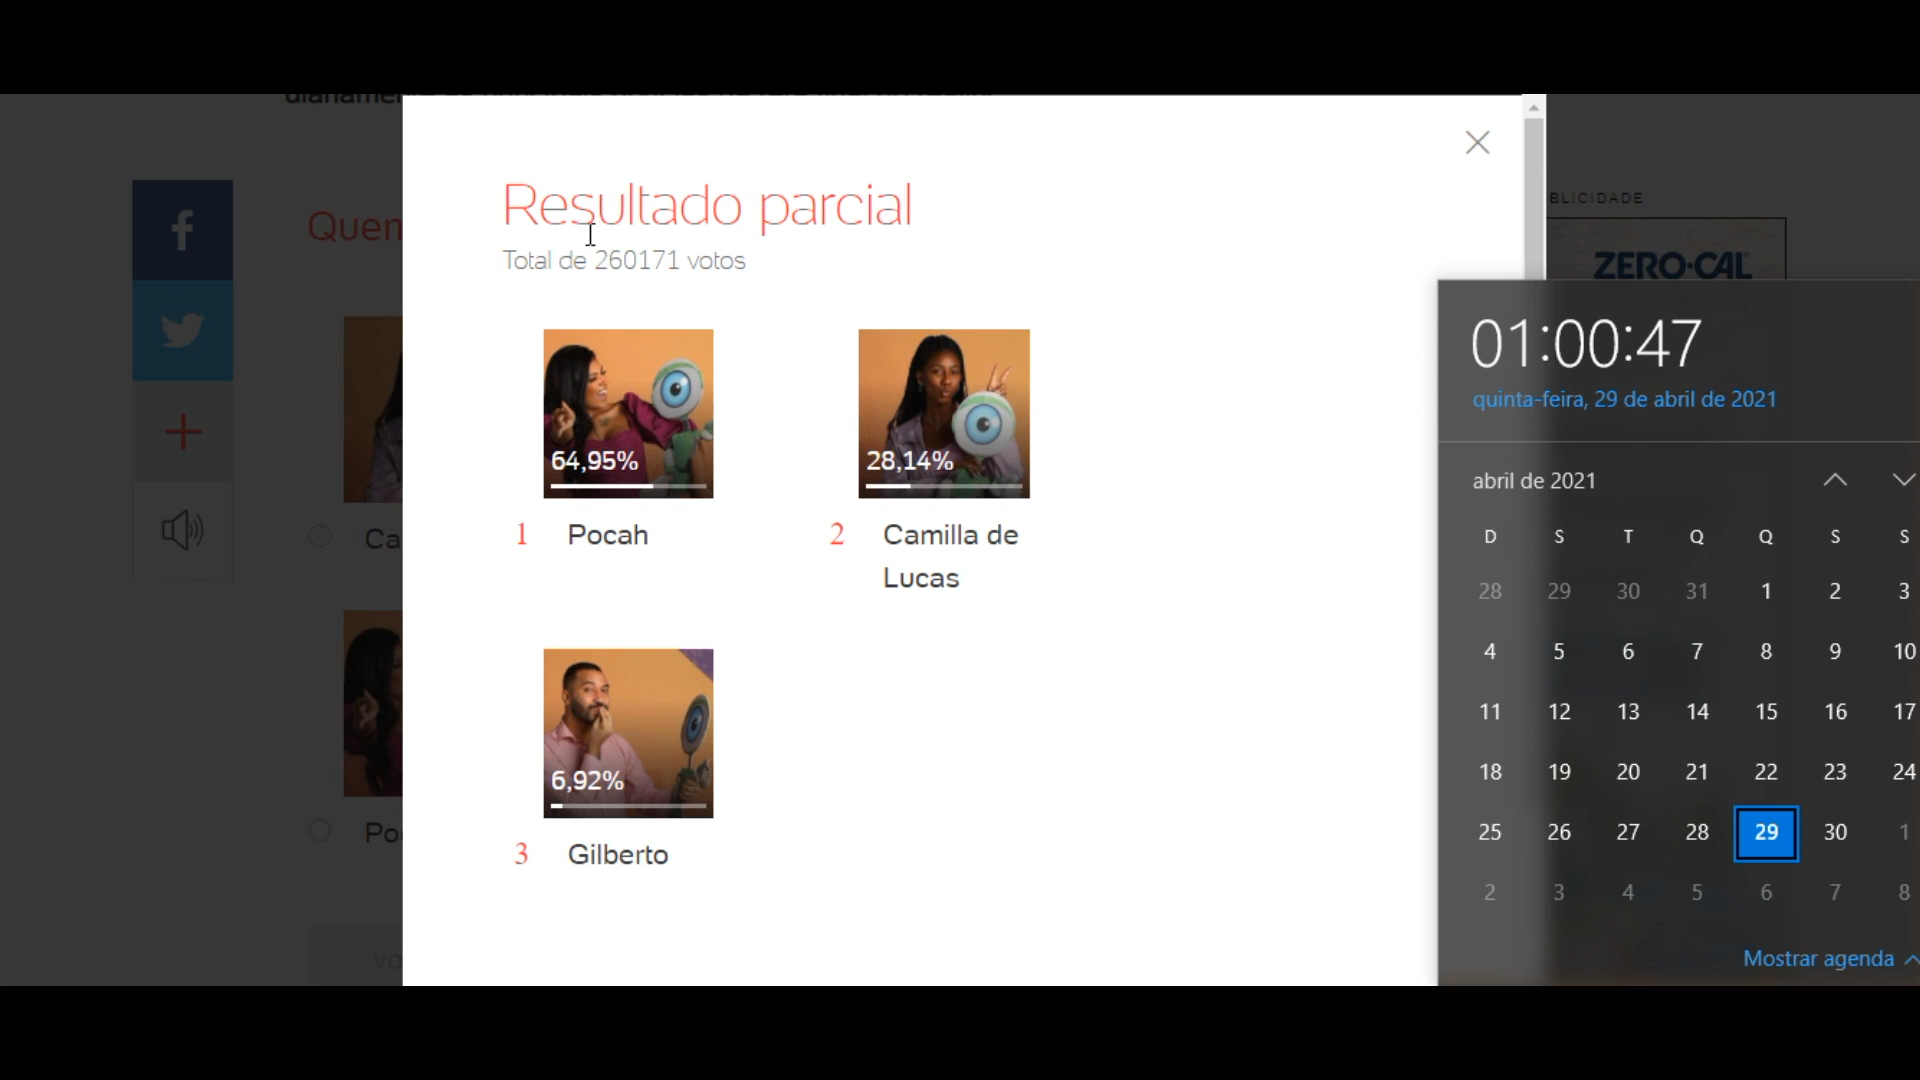 Resultado parcial
Total de 260171 votos
64,95%
1 Pocah
28,14%
2 Camilla de
Lucas
6,92%
3 Gilberto
Quen
Ca
Po
vo
BLICIDADE
ZERO-CAL
01:00:47
quinta-feira, 29 de abril de 2021
abril de 2021
D S T Q Q S S
28 29 30 31 1 2 3
4 5 6 7 8 9 10
11 12 13 14 15 16 17
18 19 20 21 22 23 24
25 26 27 28 29 30 1
2 3 4 5 6 7 8
Mostrar agenda